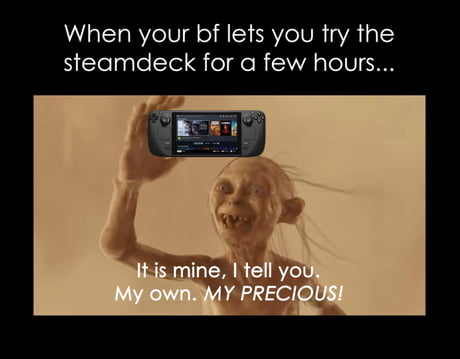 When your bf lets you try the
steamdeck for a few hours...
It is mine, I tell you.
My own. MY PRECIOUS!